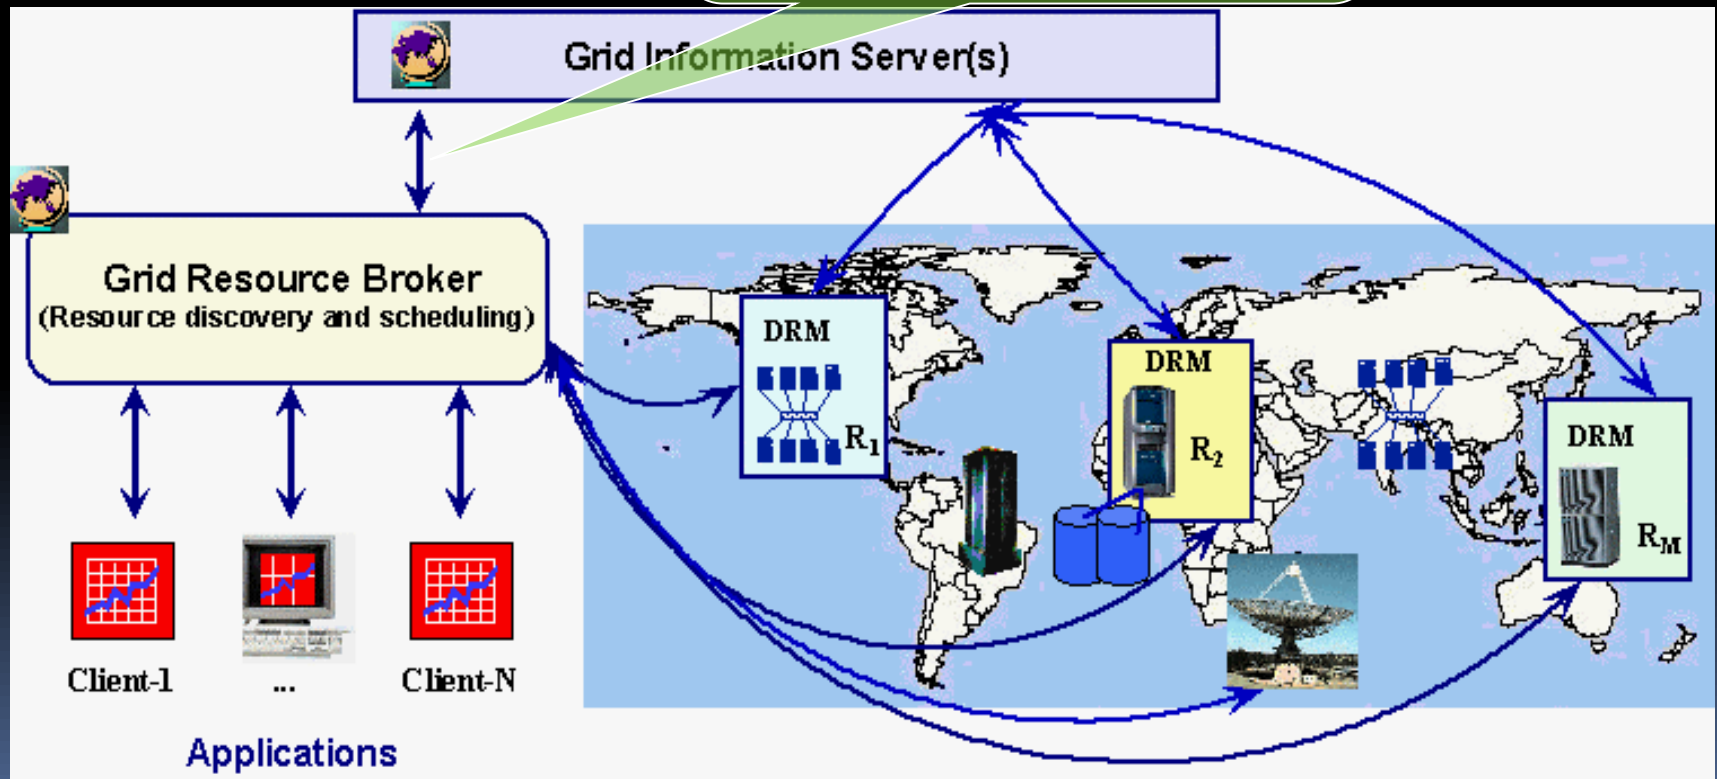 Grid Information Server(s)
Grid Resource Broker
(Resource discovery and scheduling)
DRM
R1
DRM
R2
DRM
RM
Client-1
...
Client-N
Applications